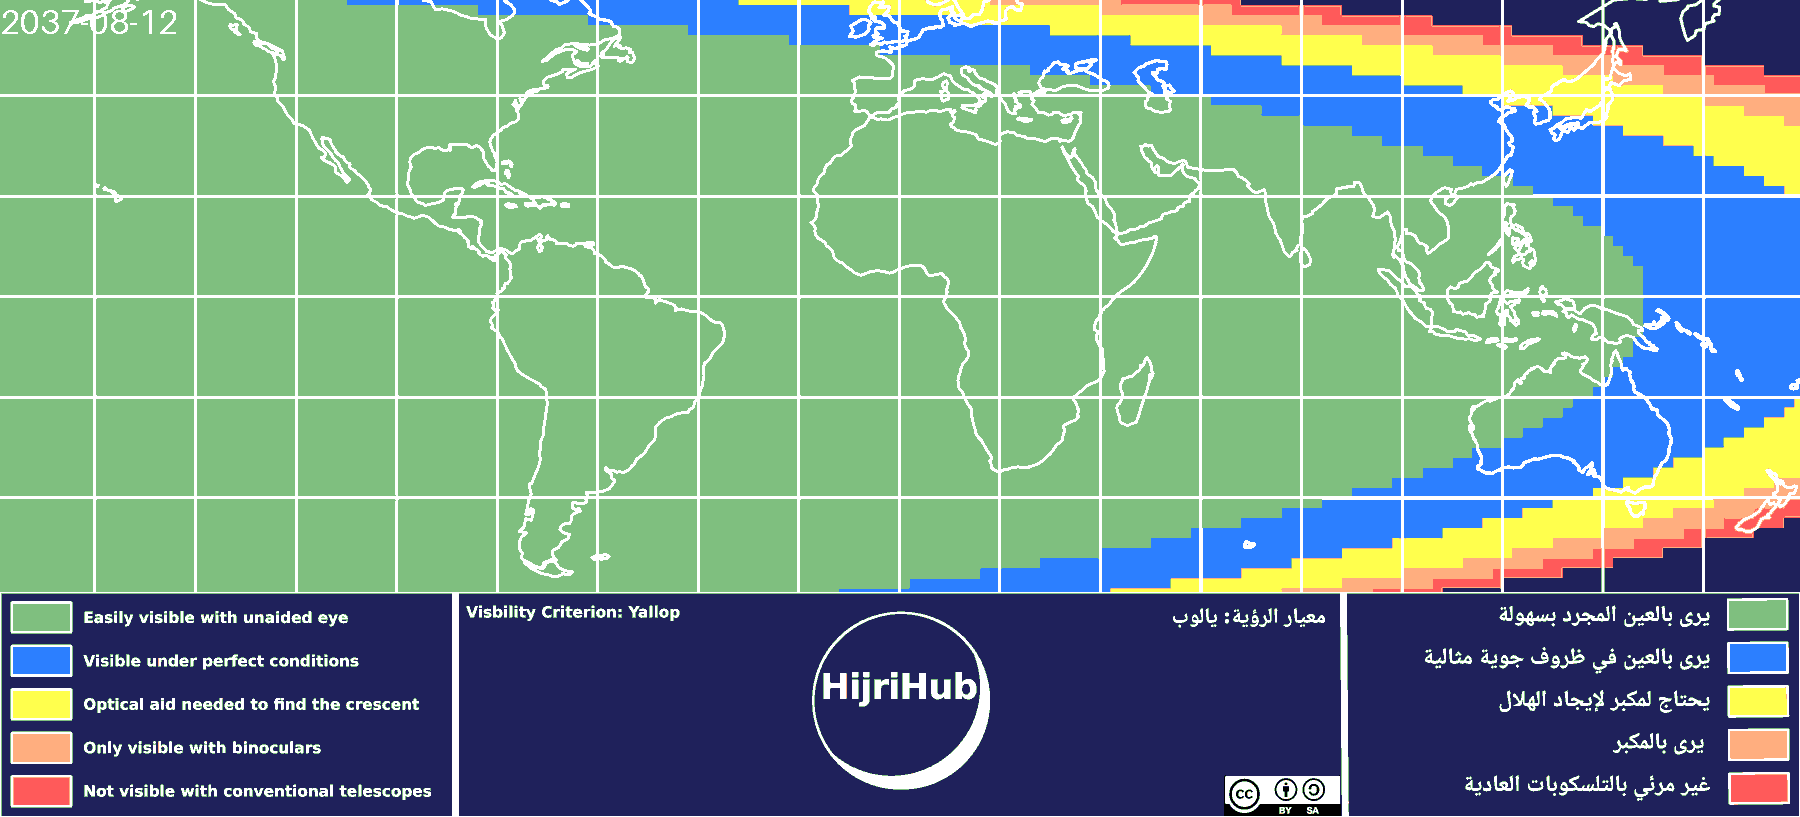 2037-08-12
Easily visible with unaided eye
Visible under perfect conditions
Optical aid needed to find the crescent
Only visible with binoculars
Not visible with conventional telescopes
Visbility Criterion: Yallop
معيار الرؤية: يالوب
HijriHub
cc
BY SA
يرى بالعين المجرد بسهولة
يرى بالعين في ظروف جوية مثالية
يحتاج لمكبر لإيجاد الهلال
يرى بالمكبر
غير مرئي بالتلسكوبات العادية